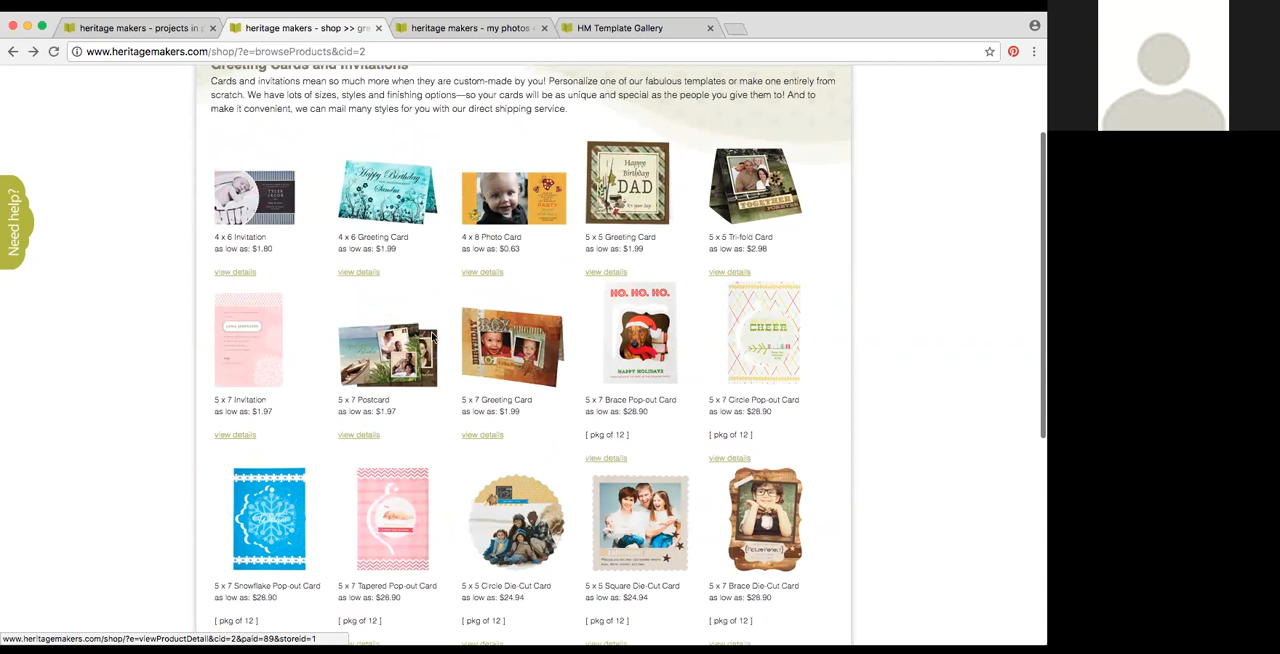 heritage makers - projects in p
heritage makers - shop >> gre
heritage makers - my photos
HM Template Gallery
www.heritagemakers.com/shop/?e=browseProducts&cid=2
Greeting Cards and Invitations
Cards and invitations mean so much more when they are custom-made by you! Personalize one of our fabulous templates or make one entirely from
scratch. We have lots of sizes, styles and finishing options—so your cards will be as unique and special as the people you give them to! And to
make it convenient, we can mail many styles for you with our direct shipping service.
Need help?
TYLER
JACOB
Happy Birthday
Sandra
PARTY
Happy
Birthday
DAD
TOGETHER
FOREVER
4 x 6 Invitation
as low as: $1.80
view details
4 x 6 Greeting Card
as low as: $1.99
view details
4 x 8 Photo Card
as low as: $0.63
view details
5 x 5 Greeting Card
as low as: $1.99
view details
5 x 5 Tri-fold Card
as low as: $2.98
view details
BIRTHDAY
BOY
HO. HO. HO.
HAPPY HOLIDAYS
CHEER
5 x 7 Invitation
as low as: $1.97
view details
5 x 7 Postcard
as low as: $1.97
view details
5 x 7 Greeting Card
as low as: $1.99
view details
5 x 7 Brace Pop-out Card
as low as: $28.90
[ pkg of 12 ]
view details
5 x 7 Circle Pop-out Card
as low as: $28.90
[ pkg of 12 ]
view details
5 x 7 Snowflake Pop-out Card
as low as: $28.90
[ pkg of 12 ]
5 x 7 Tapered Pop-out Card
as low as: $28.90
[ pkg of 12 ]
view details
5 x 5 Circle Die-Cut Card
as low as: $24.94
[ pkg of 12 ]
view details
5 x 5 Square Die-Cut Card
as low as: $24.94
[ pkg of 12 ]
view details
5 x 7 Brace Die-Cut Card
as low as: $28.90
[ pkg of 12 ]
view details
www.heritagemakers.com/shop/?e=viewProductDetail&cid=2&paid=89&storeid=1